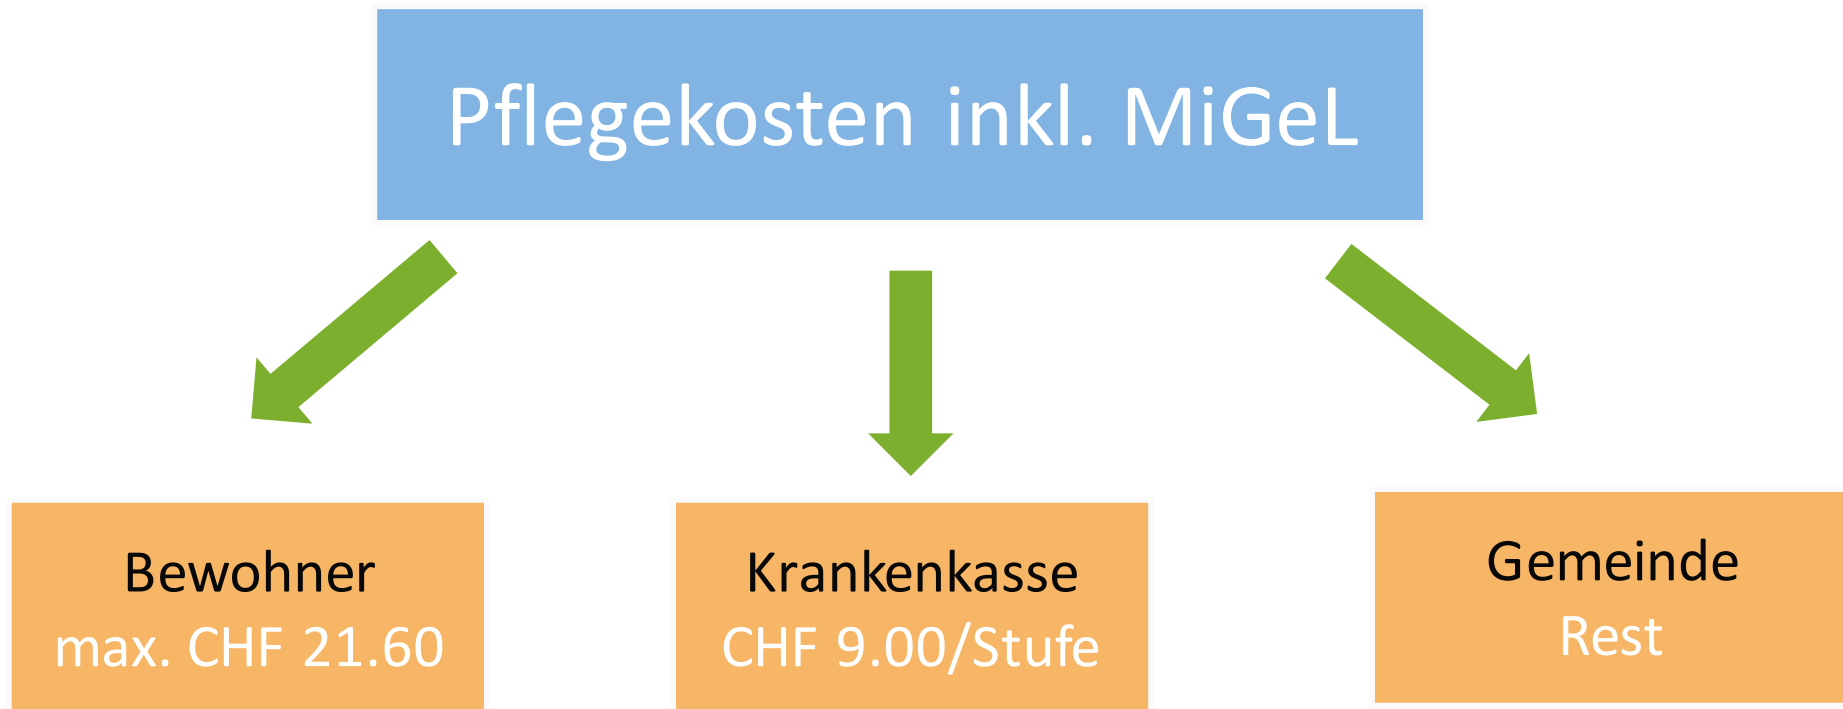 Pflegekosten inkl. MiGeL
Bewohner
max. CHF 21.60
Krankenkasse
CHF 9.00/Stufe
Gemeinde
Rest